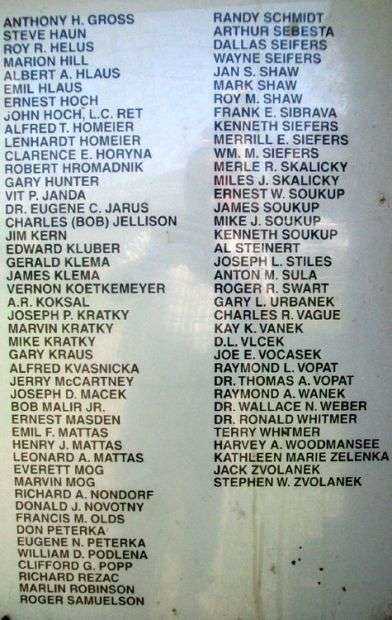 ANTHONY H. GROSS
STEVE HAUN
ROY R. HELUS
MARION HILL
ALBERT A. HLAUS
EMIL HLAUS
ERNEST HOCH
JOHN HOCH, L.C. RET
ALFRED T. HOMEIER
LENHARDT HOMEIER
CLARENCE E. HORYNA
ROBERT HROMADNIK
GARY HUNTER
VIT P. JANDA
DR. EUGENE C. JARUS
CHARLES (BOB) JELLISON
JIM KERN
EDWARD KLUBER
GERALD KLEMA
JAMES KLEMA
VERNON KOETKEMEYER
A.R. KOKSAL
JOSEPH P. KRATKY
MARVIN KRATKY
MIKE KRATKY
GARY KRAUS
ALFRED KVASNICKA
JERRY McCARTNEY
JOSEPH D. MACEK
BOB MALIR JR.
ERNEST MASDEN
EMIL F. MATTAS
HENRY J. MATTAS
LEONARD A. MATTAS
EVERETT MOG
MARVIN MOG
RICHARD A. NONDORF
DONALD J. NOVOTNY
FRANCIS M. OLDS
DON PETERKA
EUGENE N. PETERKA
WILLIAM D. PODLENA
CLIFFORD G. POPP
RICHARD REZAC
MARLIN ROBINSON
ROGER SAMUELSON
RANDY SCHMIDT
ARTHUR SEBESTA
DALLAS SEIFERS
WAYNE SEIFERS
JAN S. SHAW
MARK SHAW
ROY M. SHAW
FRANK E. SIBRAVA
KENNETH SIEFERS
MERRILL E. SIEFERS
WM. M. SIEFERS
MERLE R. SKALICKY
MILES J. SKALICKY
ERNEST W. SOUKUP
JAMES SOUKUP
MIKE J. SOUKUP
KENNETH SOUKUP
AL STEINERT
JOSEPH L. STILES
ANTON M. SULA
ROGER R. SWART
GARY L. URBANEK
CHARLES R. VAGUE
KAY K. VANEK
D.L. VLCEK
JOE E. VOCASEK
RAYMOND L. VOPAT
DR. THOMAS A. VOPAT
RAYMOND A. WANEK
DR. WALLACE N. WEBER
DR. RONALD WHITMER
TERRY WHITMER
HARVEY A. WOODMANSEE
KATHLEEN MARIE ZELENKA
JACK ZVOLANEK
STEPHEN W. ZVOLANEK